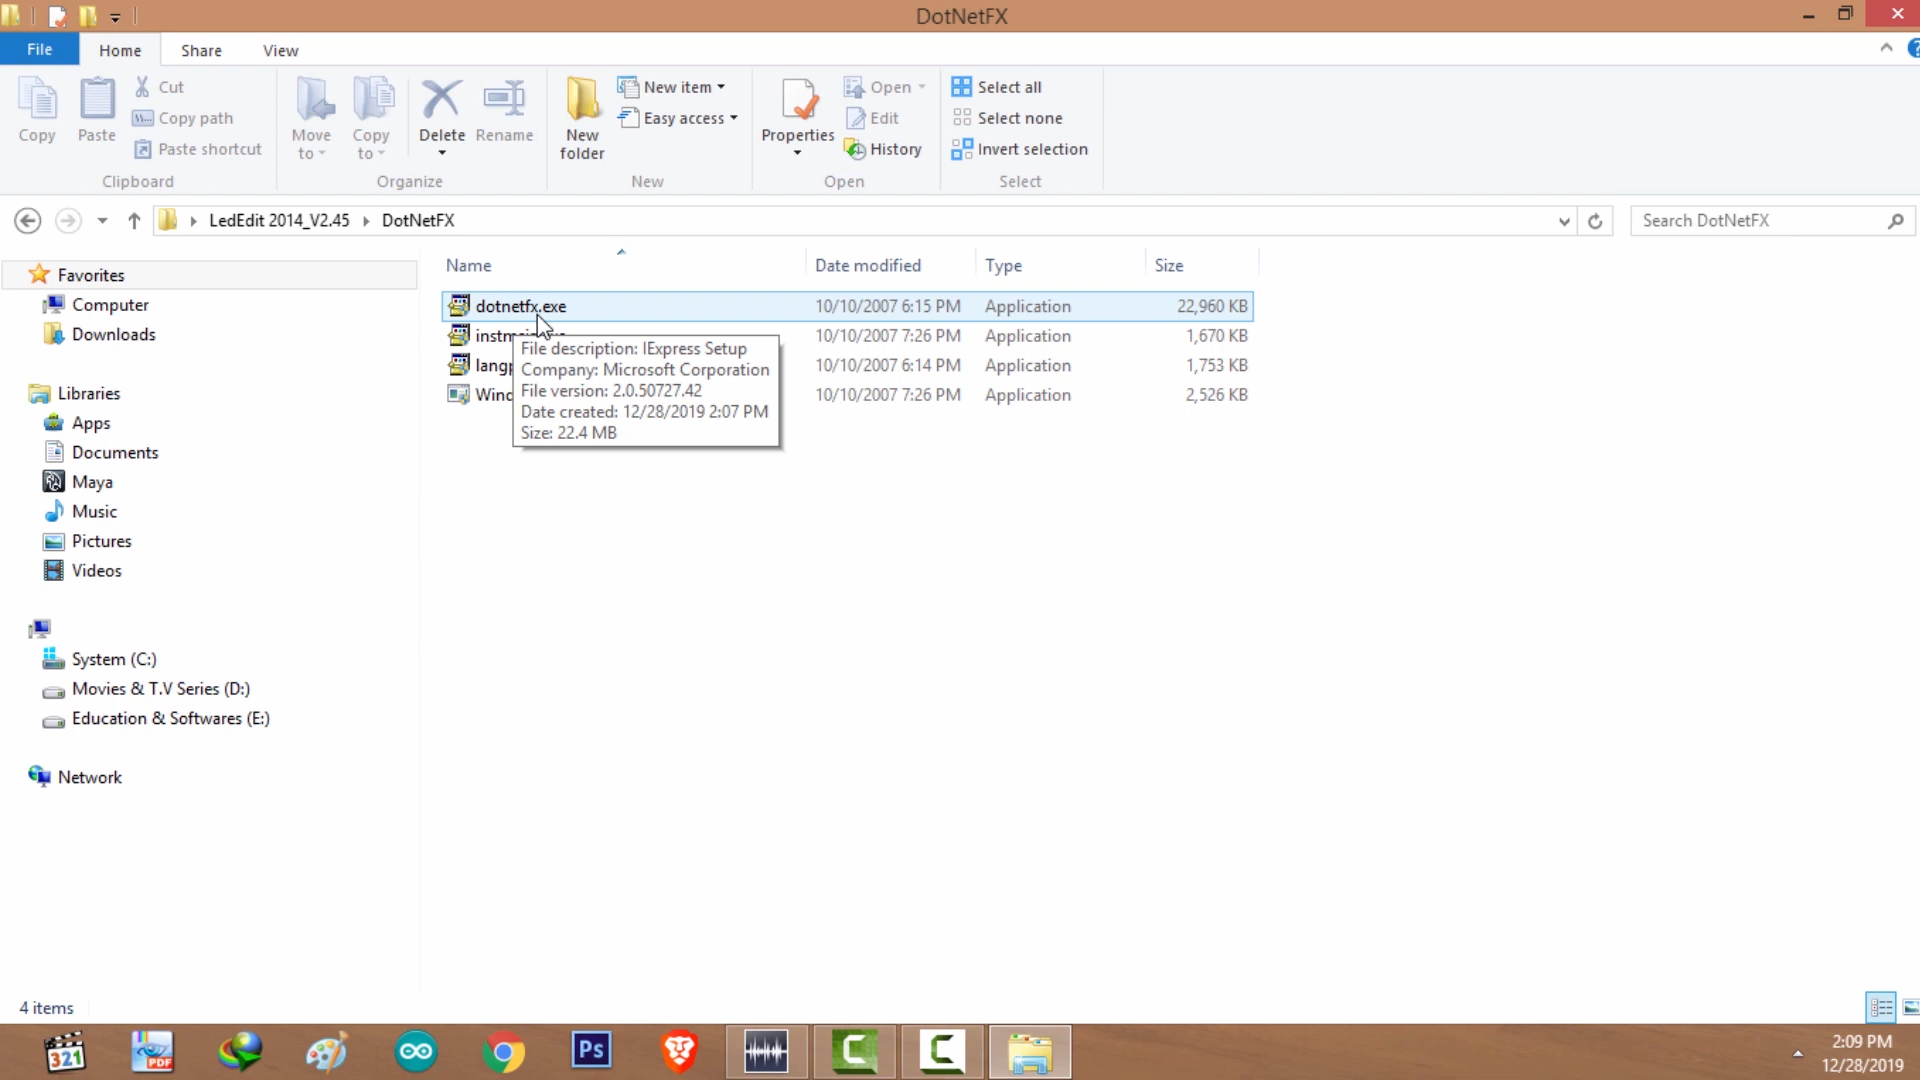 DotNetFX
File
Home
Share
View
Copy
Paste
Cut
Copy path
Paste shortcut
Clipboard
Move
to
Copy
to
Delete
Rename
Organize
New
folder
New item
Easy access
New
Properties
Open
Edit
History
Open
Select all
Select none
Invert selection
Select
LedEdit 2014_V2.45
DotNetFX
Search DotNetFX
Favorites
Computer
Downloads
Libraries
Apps
Documents
Maya
Music
Pictures
Videos
System (C:)
Movies & T.V Series (D:)
Education & Softwares (E:)
Network
Name
Date modified
Type
Size
dotnetfx.exe
10/10/2007 6:15 PM
Application
22,960 KB
10/10/2007 7:26 PM
Application
1,670 KB
10/10/2007 6:14 PM
Application
1,753 KB
10/10/2007 7:26 PM
Application
2,526 KB
File description: IExpress Setup
Company: Microsoft Corporation
File version: 2.0.50727.42
Date created: 12/28/2019 2:07 PM
Size: 22.4 MB
4 items
321
PDF
Ps
2:09 PM
12/28/2019